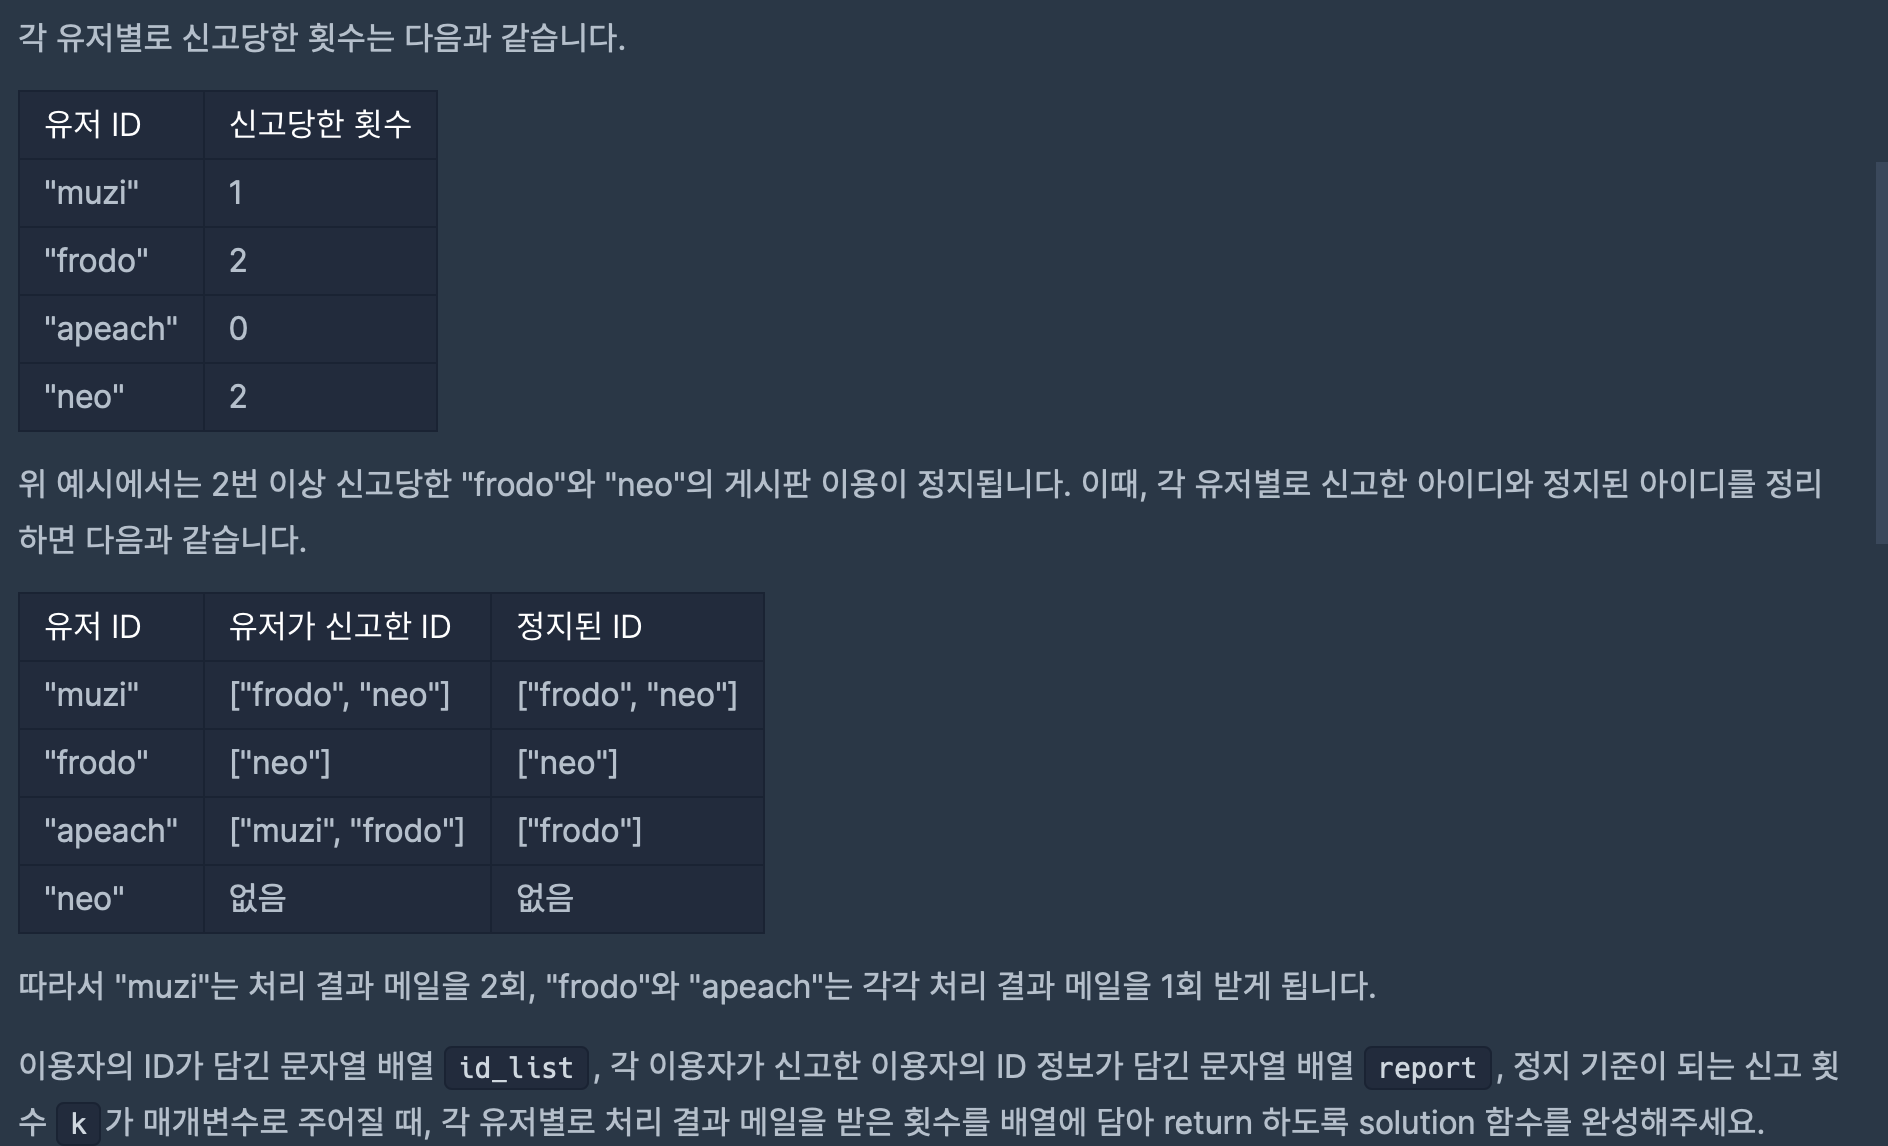 각 유저별로 신고당한 횟수는 다음과 같습니다.
유저 ID 신고당한 횟수
"muzi" 1
"frodo" 2
"apeach" 0
"neo" 2
위 예시에서는 2번 이상 신고당한 "frodo"와 "neo"의 게시판 이용이 정지됩니다. 이때, 각 유저별로 신고한 아이디와 정지된 아이디를 정리
하면 다음과 같습니다.
유저 ID 유저가 신고한 ID 정지된 ID
"muzi" ["frodo", "neo"] ["frodo", "neo"]
"frodo" ["neo"] ["neo"]
"apeach" ["muzi", "frodo"] ["frodo"]
"neo" 없음 없음
따라서 "muzi"는 처리 결과 메일을 2회, "frodo"와 "apeach"는 각각 처리 결과 메일을 1회 받게 됩니다.
이용자의 ID가 담긴 문자열 배열 id_list, 각 이용자가 신고한 이용자의 ID 정보가 담긴 문자열 배열 report, 정지 기준이 되는 신고 횟
수 k가 매개변수로 주어질 때, 각 유저별로 처리 결과 메일을 받은 횟수를 배열에 담아 return 하도록 solution 함수를 완성해주세요.